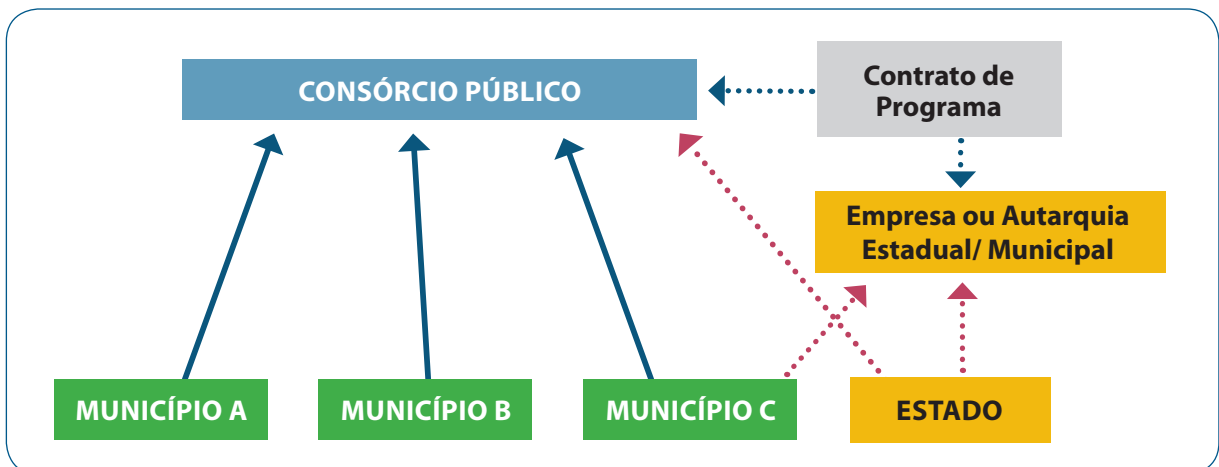 CONSÓRCIO PÚBLICO
Contrato de
Programa
Empresa ou Autarquia
Estadual/ Municipal
MUNICÍPIO A
MUNICÍPIO B
MUNICÍPIO C
ESTADO